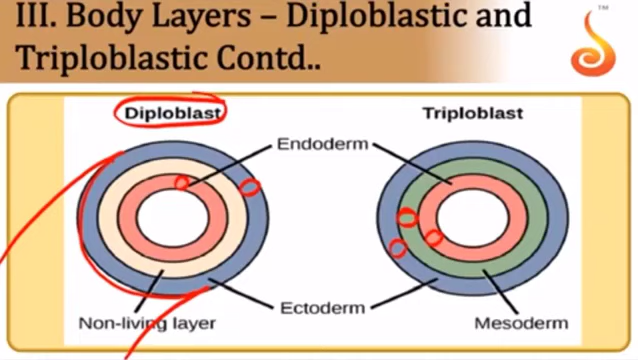 III. Body Layers – Diploblastic and
Triploblastic Contd..
TM
Diploblast
Triploblast
Endoderm
Ectoderm
Non-living layer
Mesoderm